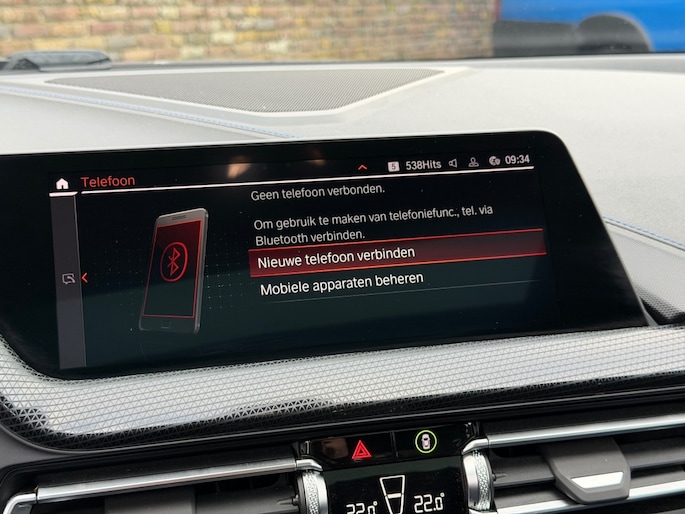 Telefoon 5 538Hits 09:34
Geen telefoon verbonden.
Om gebruik te maken van telefoniefunc., tel. via
Bluetooth verbinden.
Nieuwe telefoon verbinden
Mobiele apparaten beheren
22.0 22.0